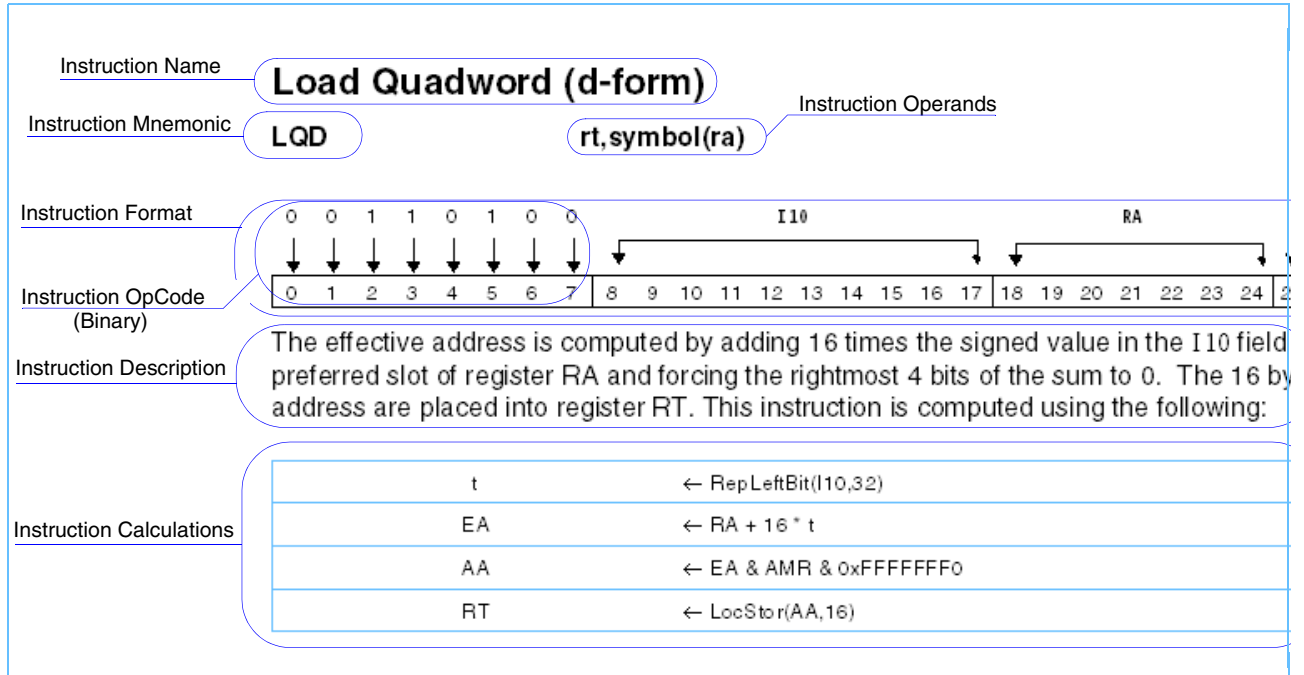 Instruction Name
Load Quadword (d-form)
Instruction Mnemonic
LQD
rt,symbol(ra)
Instruction Operands
Instruction Format
0 0 1 1 0 1 0 0
I10
RA
Instruction OpCode
(Binary)
0 1 2 3 4 5 6 7 8 9 10 11 12 13 14 15 16 17 18 19 20 21 22 23 24
Instruction Description
The effective address is computed by adding 16 times the signed value in the I10 field
preferred slot of register RA and forcing the rightmost 4 bits of the sum to 0. The 16
address are placed into register RT. This instruction is computed using the following:
Instruction Calculations
t ← RepLeftBit(I10,32)
EA ← RA + 16 * t
AA ← EA & AMR & 0xFFFFFFF0
RT ← LocStor(AA,16)